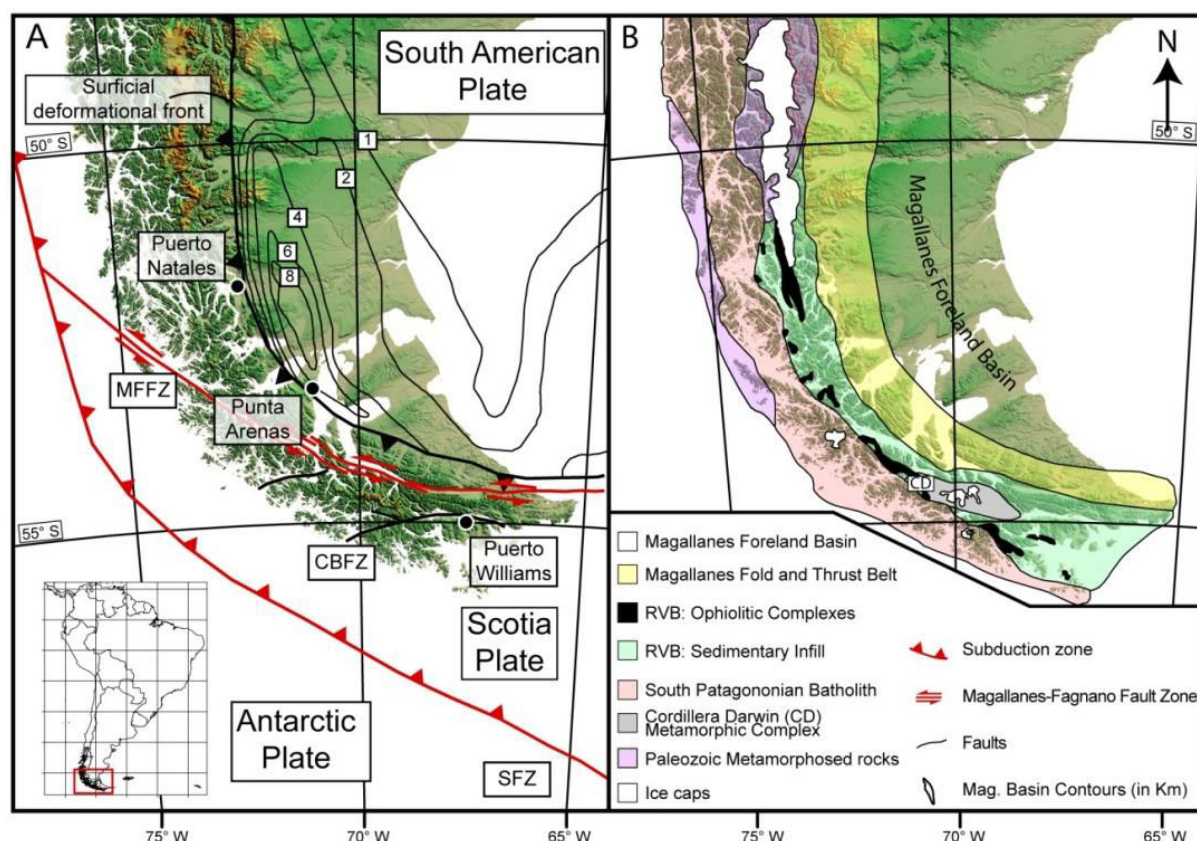 A
South American
Plate
Surficial
deformational front
50° S
1
2
4
6
8
Puerto
Natales
MFFZ
Punta
Arenas
55° S
CBFZ
Puerto
Williams
Scotia
Plate
Antarctic
Plate
SFZ
75° W
70° W
65° W
B
N
50° S
Magallanes Foreland Basin
CD
Magallanes Foreland Basin
Magallanes Fold and Thrust Belt
RVB: Ophiolitic Complexes
RVB: Sedimentary Infill
South Patagononian Batholith
Cordillera Darwin (CD)
Metamorphic Complex
Paleozoic Metamorphosed rocks
Ice caps
Subduction zone
Magallanes-Fagnano Fault Zone
Faults
Mag. Basin Contours (in Km)
75° W
70° W
65° W